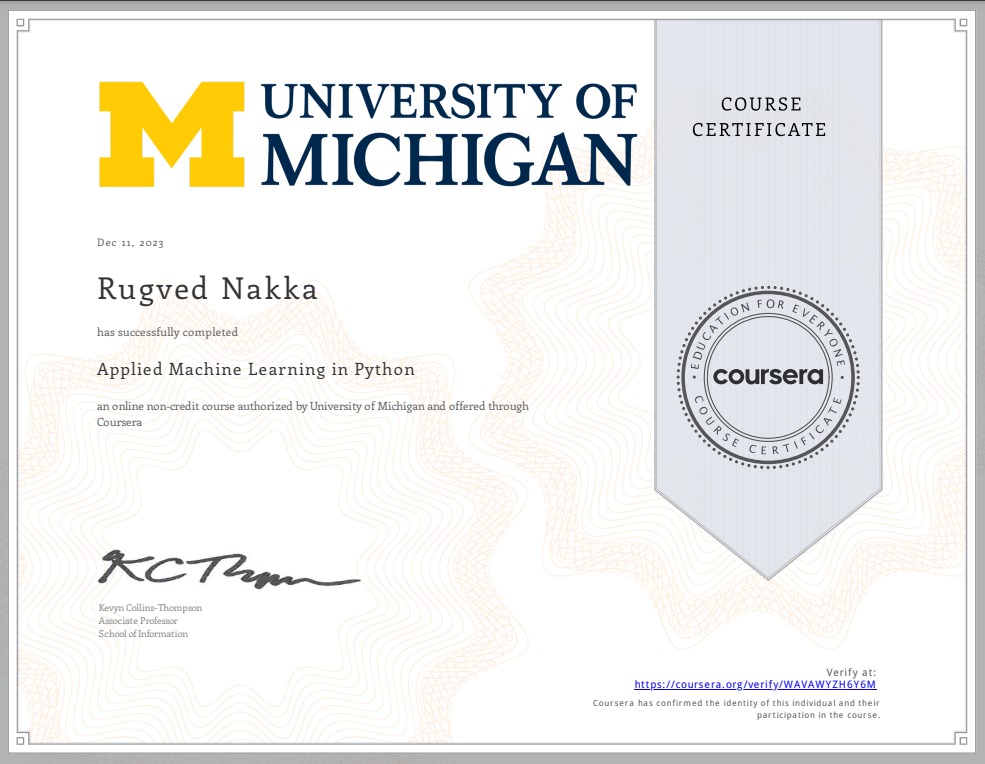 M UNIVERSITY OF
MICHIGAN
COURSE
CERTIFICATE
Dec 11, 2023
Rugved Nakka
has successfully completed
Applied Machine Learning in Python
an online non-credit course authorized by University of Michigan and offered through
Coursera
EDUCATION FOR EVERYONE
coursera
COURSE CERTIFICATE
KC Thompson
Kevyn Collins-Thompson
Associate Professor
School of Information
Verify at:
https://coursera.org/verify/WAVAWYZH6Y6M
Coursera has confirmed the identity of this individual and their
participation in the course.